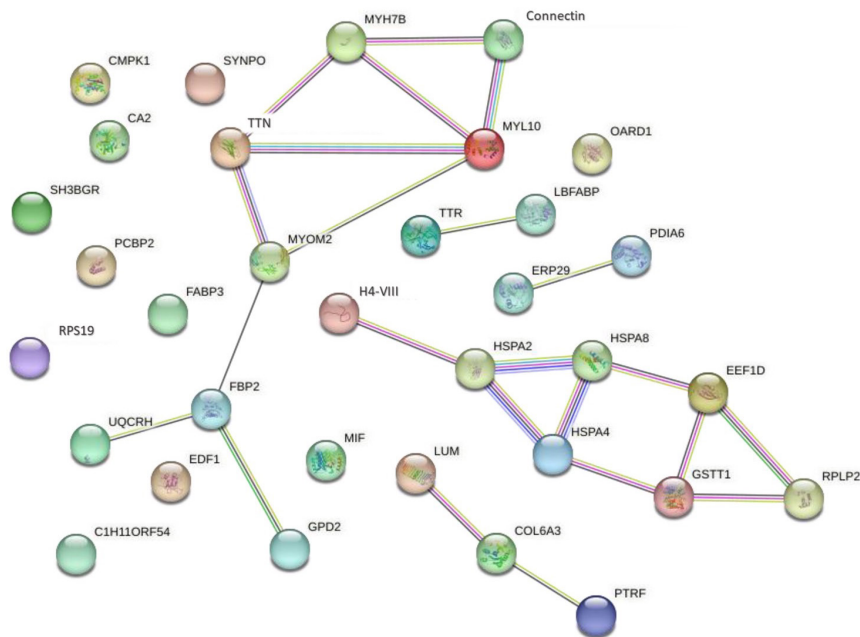 Connectin
MYH7B
CMPK1
SYNPO
CA2
TTN
MYL10
OARD1
SH3BGR
LBFABP
TTR
PCBP2
MYOM2
PDIA6
ERP29
FABP3
H4-VIII
RPS19
HSPA2
HSPA8
EEF1D
FBP2
UQCRH
MIF
HSPA4
EDF1
LUM
GSTT1
RPLP2
C1H11ORF54
GPD2
COL6A3
PTRF